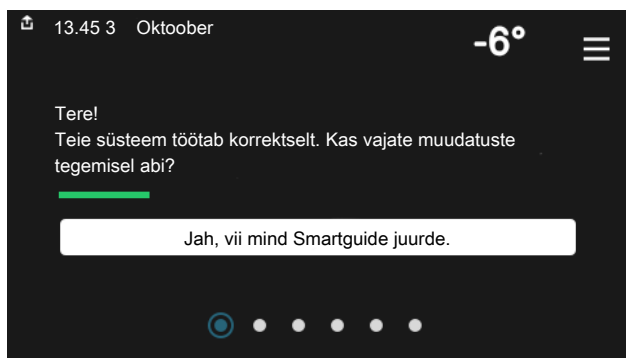 13.45 3 Oktoober
-6°
Tere!
Teie süsteem töötab korrektselt. Kas vajate muudatuste
tegemisel abi?
Jah, vii mind Smartguide juurde.